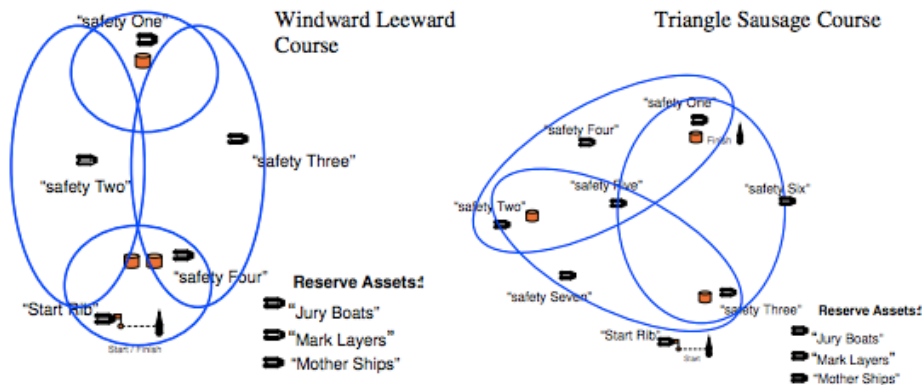 Windward Leeward
Course
"safety One"
"safety Two"
"safety Three"
"safety Four"
"Start Rib"
Start / Finish
Reserve Assets:
"Jury Boats"
"Mark Layers"
"Mother Ships"
Triangle Sausage Course
"safety One"
Finish
"safety Four"
"safety Five"
"safety Six"
"safety Two"
"safety Seven"
"safety Three"
"Start Rib"
Start
Reserve Assets:
"Jury Boats"
"Mark Layers"
"Mother Ships"